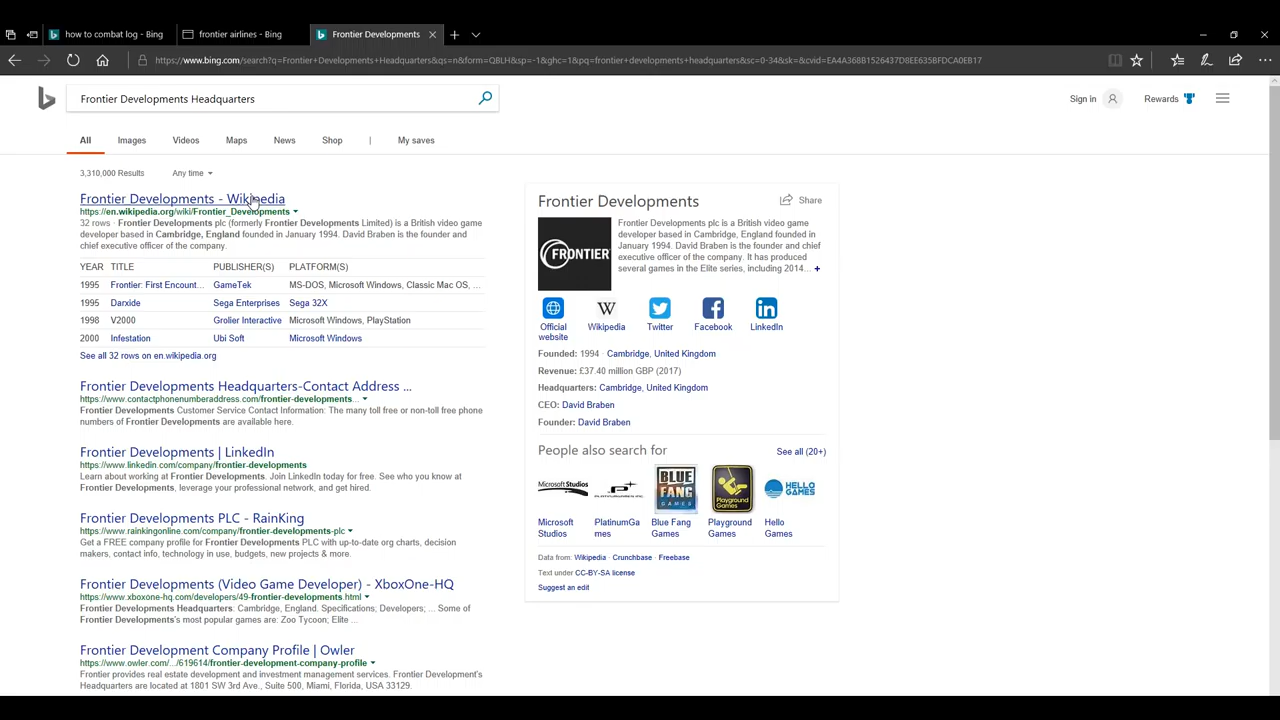 how to combat log - Bing
frontier airlines - Bing
Frontier Developments
https://www.bing.com/search?q=Frontier+Developments+Headquarters&qs=n&form=QBLH&sp=-1&ghc=1&pq=frontier+developments+headquarters&sc=0-34&sk=&cvid=EA4A368B1526437D8EE635BFDCA0EB17
Frontier Developments Headquarters
Sign in
Rewards
All Images Videos Maps News Shop | My saves
3,310,000 Results Any time
Frontier Developments - Wikipedia
https://en.wikipedia.org/wiki/Frontier_Developments
32 rows · Frontier Developments plc (formerly Frontier Developments Limited) is a British video game
developer based in Cambridge, England founded in January 1994. David Braben is the founder and
chief executive officer of the company.
YEAR TITLE PUBLISHER(S) PLATFORM(S)
1995 Frontier: First Encount... GameTek MS-DOS, Microsoft Windows, Classic Mac OS, ...
1995 Darxide Sega Enterprises Sega 32X
1998 V2000 Grolier Interactive Microsoft Windows, PlayStation
2000 Infestation Ubi Soft Microsoft Windows
See all 32 rows on en.wikipedia.org
Frontier Developments Headquarters-Contact Address ...
https://www.contactphonenumberaddress.com/frontier-developments...
Frontier Developments Customer Service Contact Information: The many toll free or non-toll free phone
numbers of Frontier Developments are available here.
Frontier Developments | LinkedIn
https://www.linkedin.com/company/frontier-developments
Learn about working at Frontier Developments. Join LinkedIn today for free. See who you know at
Frontier Developments, leverage your professional network, and get hired.
Frontier Developments PLC - RainKing
https://www.rainkingonline.com/company/frontier-developments-plc
Get a FREE company profile for Frontier Developments PLC with up-to-date org charts, decision
makers, contact info, technology in use, budgets, new projects & more.
Frontier Developments (Video Game Developer) - XboxOne-HQ
https://www.xboxone-hq.com/developers/49-frontier-developments.html
Frontier Developments Headquarters: Cambridge, England. Specifications; Developers; ... Some of
Frontier Developments's most popular games are: Zoo Tycoon; Elite ...
Frontier Development Company Profile | Owler
https://www.owler.com/.../619614/frontier-development-company-profile
Frontier provides real estate development and investment management services. Frontier Development's
Headquarters are located at 1801 SW 3rd Ave., Suite 500, Miami, Florida, USA 33129.
Frontier Developments
Share
FRONTIER
Frontier Developments plc is a British video game
developer based in Cambridge, England founded in
January 1994. David Braben is the founder and chief
executive officer of the company. It has produced
several games in the Elite series, including 2014... +
Official
website
Wikipedia
Twitter
Facebook
LinkedIn
Founded: 1994 · Cambridge, United Kingdom
Revenue: £37.40 million GBP (2017)
Headquarters: Cambridge, United Kingdom
CEO: David Braben
Founder: David Braben
People also search for See all (20+)
Microsoft Studios
BLUE
FANG
GAMES
Playground
Games
HELLO
GAMES
Microsoft
Studios
PlatinumGa
mes
Blue Fang
Games
Playground
Games
Hello
Games
Data from: Wikipedia · Crunchbase · Freebase
Text under CC-BY-SA license
Suggest an edit